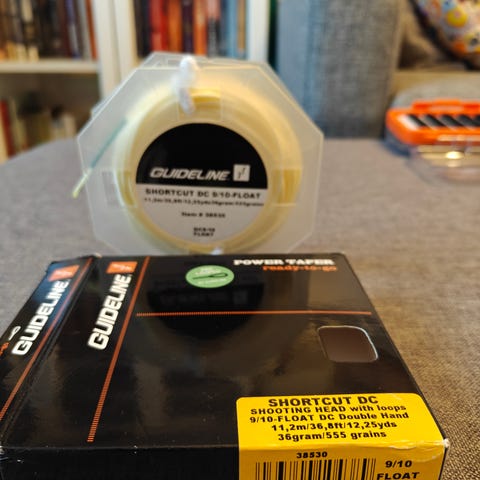 GUIDELINE
SHORTCUT DC 9/10-FLOAT
11,2m/36,8ft/12,25yds/36gram/555grains
Item # 38530
DC9/10
FLOAT
POWER TAPER
ready-to-go
GUIDELINE
GUIDELINE
SHORTCUT DC
SHOOTING HEAD with loops
9/10-FLOAT DC Double Hand
11,2m/36,8ft/12,25yds
36gram/555 grains
38530
9/10
FLOAT